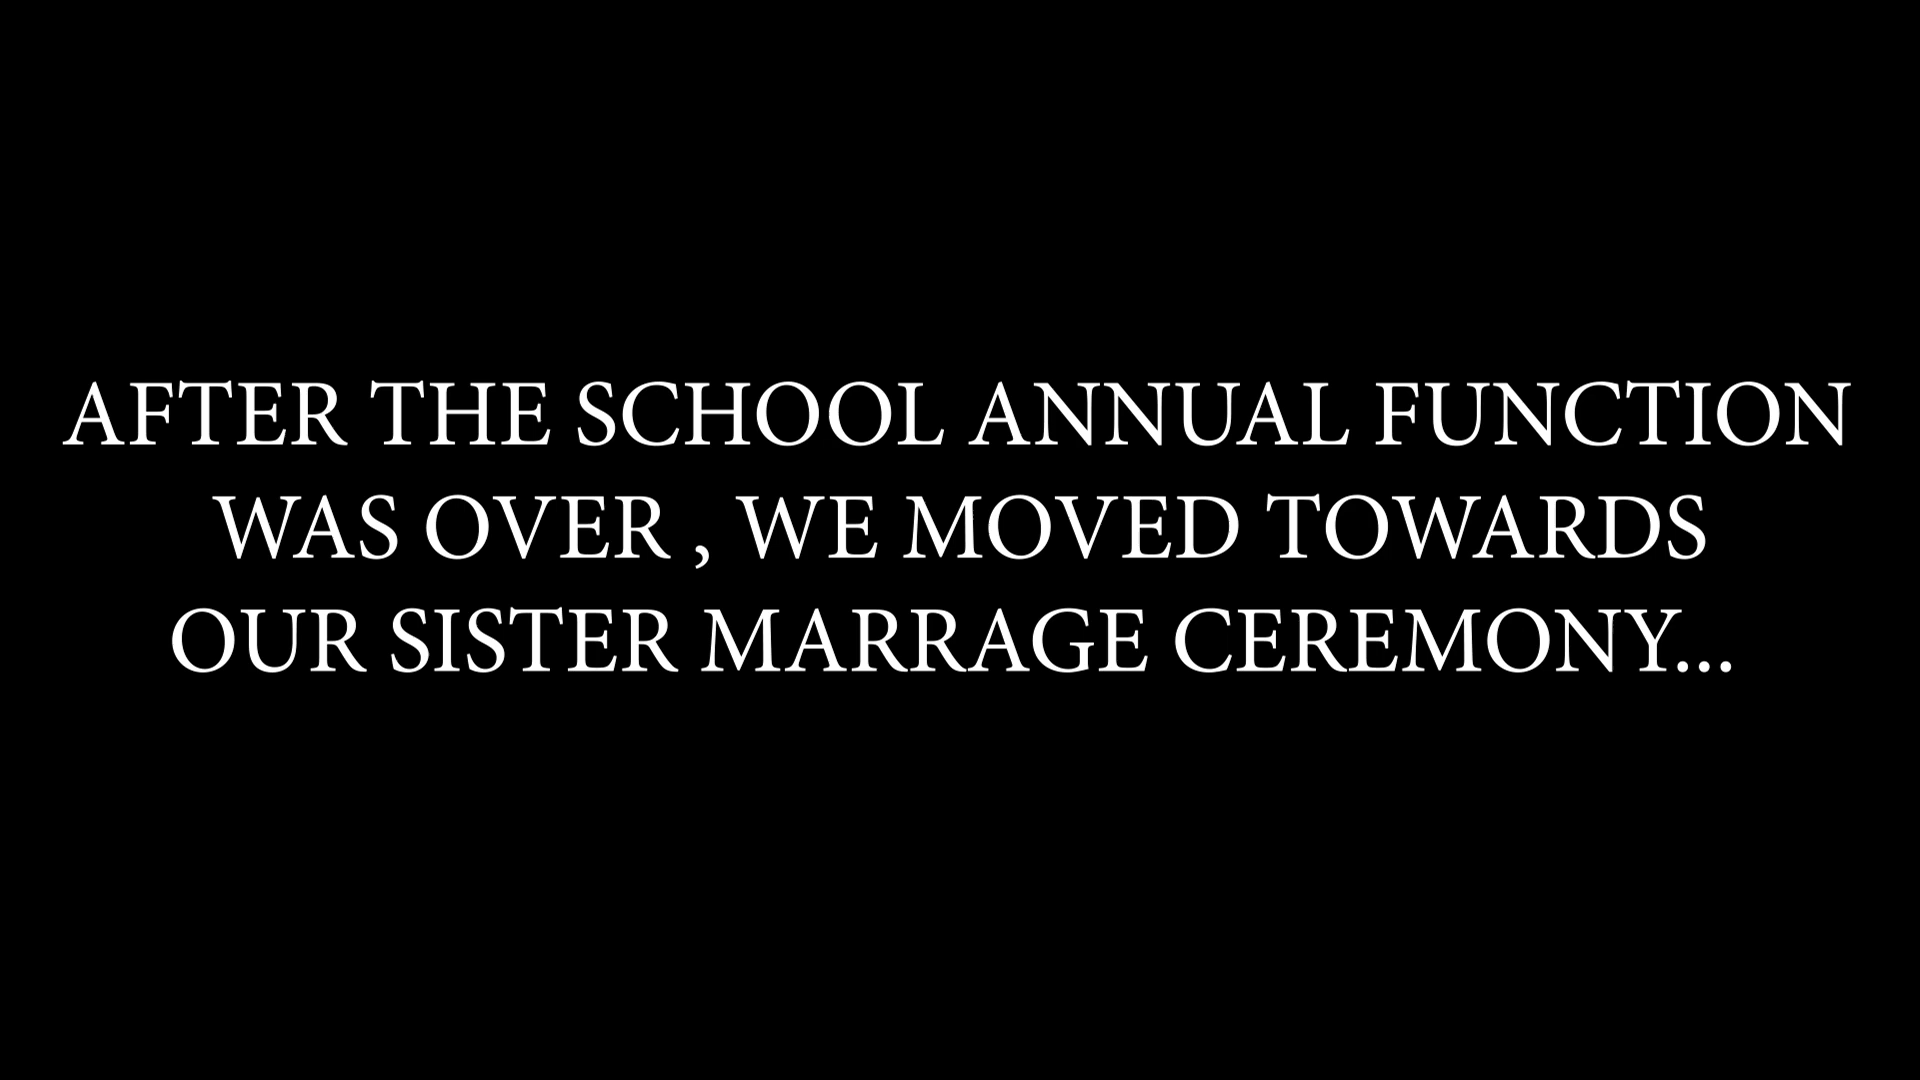 AFTER THE SCHOOL ANNUAL FUNCTION
WAS OVER , WE MOVED TOWARDS
OUR SISTER MARRAGE CEREMONY...